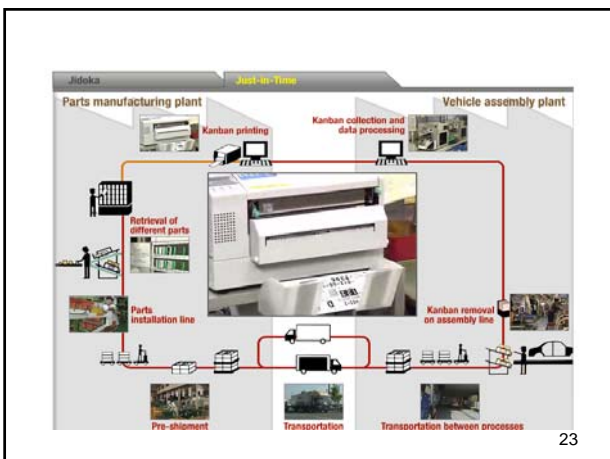 Jidoka
Just-in-Time
Parts manufacturing plant
Vehicle assembly plant
Kanban printing
Kanban collection and
data processing
Retrieval of
different parts
Parts
installation line
Kanban removal
on assembly line
Pre-shipment
Transportation
Transportation between processes
23